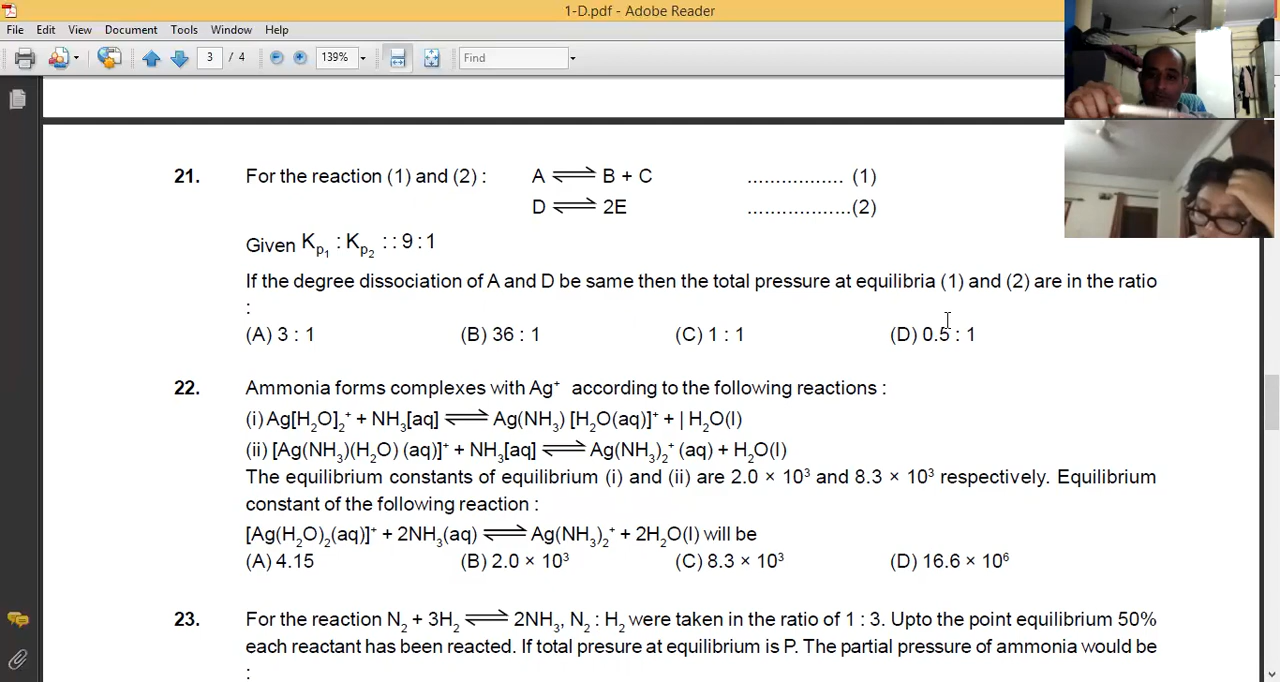 1-D.pdf - Adobe Reader
File Edit View Document Tools Window Help
3 / 4 139% Find
21. For the reaction (1) and (2) : A ⇌ B + C ................ (1)
D ⇌ 2E ..................(2)
Given Kp₁ : Kp₂ : : 9 : 1
If the degree dissociation of A and D be same then the total pressure at equilibria (1) and (2) are in the ratio
:
(A) 3 : 1 (B) 36 : 1 (C) 1 : 1 (D) 0.5 : 1
22. Ammonia forms complexes with Ag⁺ according to the following reactions :
(i) Ag[H₂O]₂⁺ + NH₃[aq] ⇌ Ag(NH₃) [H₂O(aq)]⁺ + | H₂O(l)
(ii) [Ag(NH₃)(H₂O) (aq)]⁺ + NH₃[aq] ⇌ Ag(NH₃)₂⁺ (aq) + H₂O(l)
The equilibrium constants of equilibrium (i) and (ii) are 2.0 × 10³ and 8.3 × 10³ respectively. Equilibrium
constant of the following reaction :
[Ag(H₂O)₂(aq)]⁺ + 2NH₃(aq) ⇌ Ag(NH₃)₂⁺ + 2H₂O(l) will be
(A) 4.15 (B) 2.0 × 10³ (C) 8.3 × 10³ (D) 16.6 × 10⁶
23. For the reaction N₂ + 3H₂ ⇌ 2NH₃, N₂ : H₂ were taken in the ratio of 1 : 3. Upto the point equilibrium 50%
each reactant has been reacted. If total presure at equilibrium is P. The partial pressure of ammonia would be
: